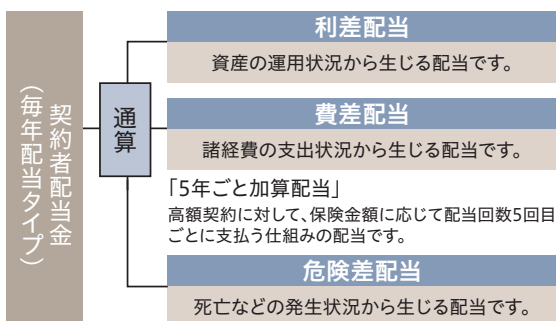 契約者配当金
（毎年配当タイプ）
通算
利差配当
資産の運用状況から生じる配当です。
費差配当
諸経費の支出状況から生じる配当です。
「5年ごと加算配当」
高額契約に対して、保険金額に応じて配当回数5回目
ごとに支払う仕組みの配当です。
危険差配当
死亡などの発生状況から生じる配当です。